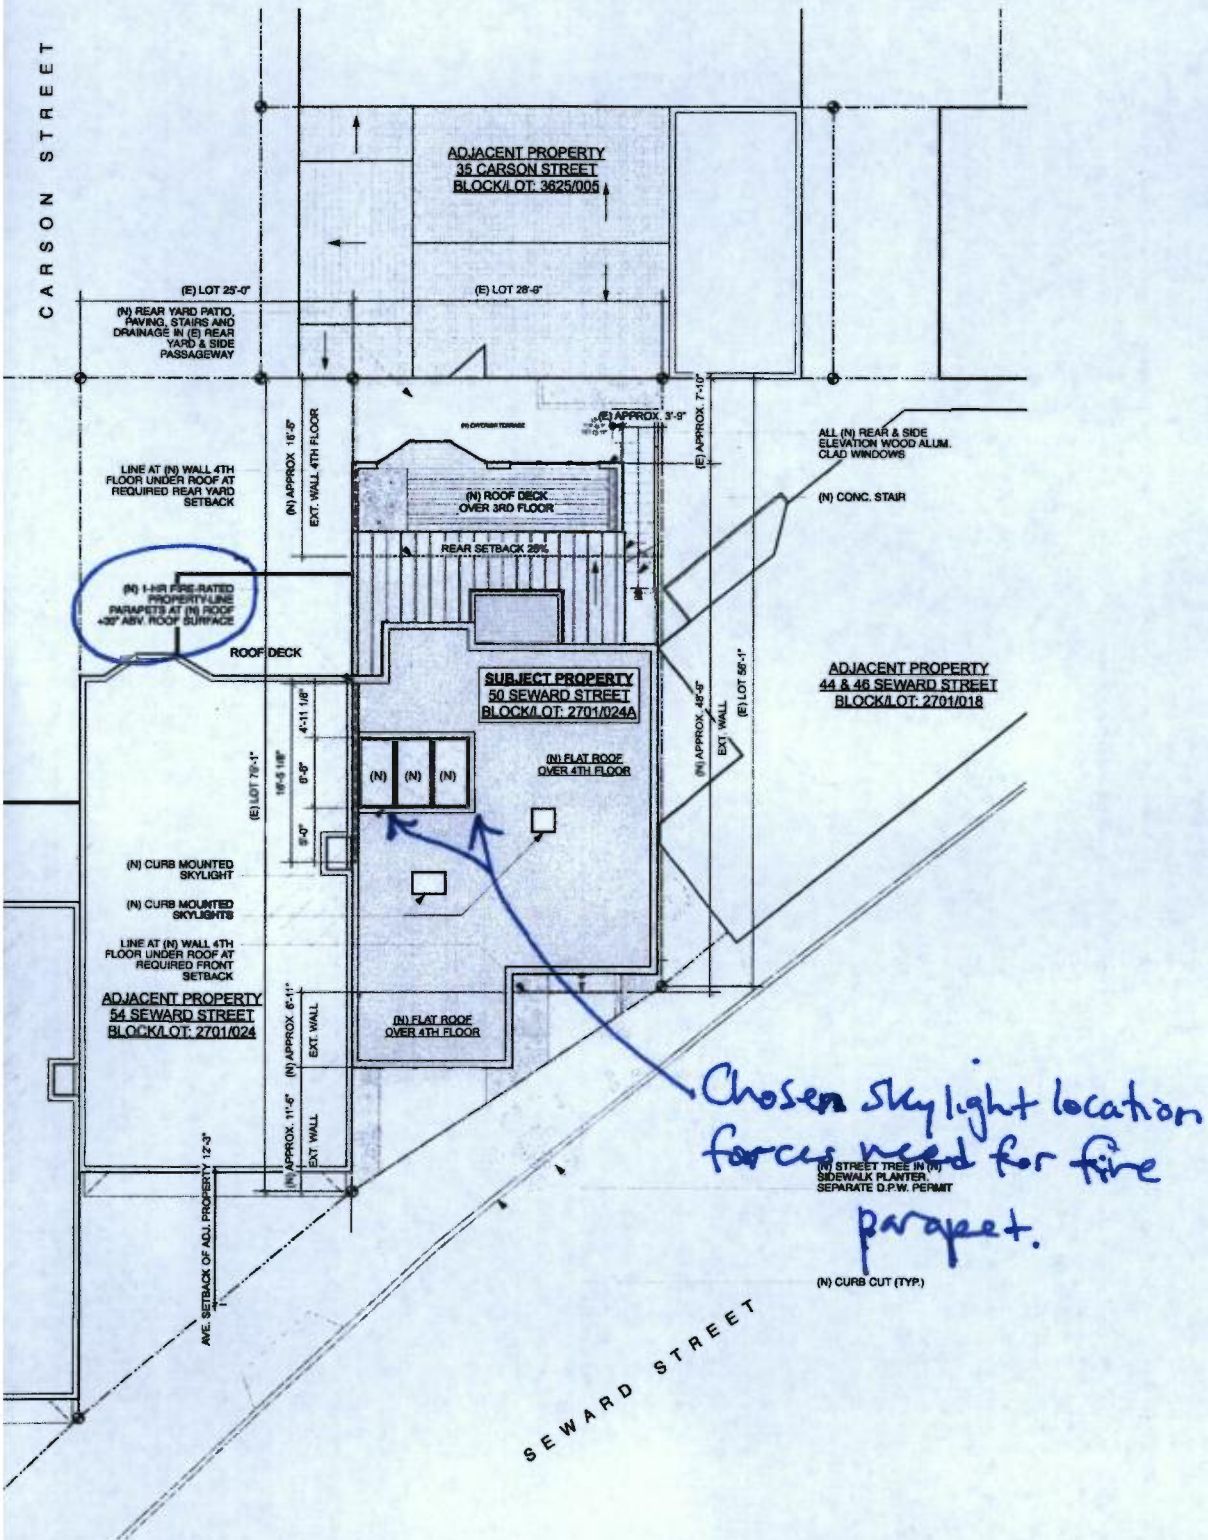 CARSON STREET
ADJACENT PROPERTY
35 CARSON STREET
BLOCK/LOT: 3625/005
(E) LOT 25'-0"
(E) LOT 28'-6"
(N) REAR YARD PATIO,
PAVING, STAIRS AND
DRAINAGE IN (E) REAR
YARD & SIDE
PASSAGEWAY
(E) APPROX. 3'-9"
(E) APPROX. 7'-10"
ALL (N) REAR & SIDE
ELEVATION WOOD ALUM.
CLAD WINDOWS
LINE AT (N) WALL 4TH
FLOOR UNDER ROOF AT
REQUIRED REAR YARD
SETBACK
(N) APPROX 16'-6"
EXT. WALL 4TH FLOOR
(N) ROOF DECK
OVER 3RD FLOOR
(N) CONC. STAIR
REAR SETBACK 25%
(N) 1-HR FIRE-RATED
PROPERTY-LINE
PARAPETS AT (N) ROOF
+30" ABV. ROOF SURFACE
ROOF DECK
SUBJECT PROPERTY
50 SEWARD STREET
BLOCK/LOT: 2701/024A
ADJACENT PROPERTY
44 & 46 SEWARD STREET
BLOCK/LOT: 2701/018
(N) APPROX. 48'-6"
EXT. WALL
(E) LOT 56'-1"
4'-11 1/8"
6'-6"
5'-0"
16'-5 1/8"
(E) LOT 79'-1"
(N) (N) (N)
(N) FLAT ROOF
OVER 4TH FLOOR
(N) CURB MOUNTED
SKYLIGHT
(N) CURB MOUNTED
SKYLIGHTS
LINE AT (N) WALL 4TH
FLOOR UNDER ROOF AT
REQUIRED FRONT
SETBACK
ADJACENT PROPERTY
54 SEWARD STREET
BLOCK/LOT: 2701/024
(N) APPROX 6'-11"
EXT. WALL
(N) FLAT ROOF
OVER 4TH FLOOR
(N) APPROX. 11'-6"
EXT WALL
AVE. SETBACK OF ADJ. PROPERTY 12'-3"
Chosen skylight location
forces need for fire
parapet.
(N) STREET TREE IN (N)
SIDEWALK PLANTER.
SEPARATE D.P.W. PERMIT
(N) CURB CUT (TYP.)
SEWARD STREET